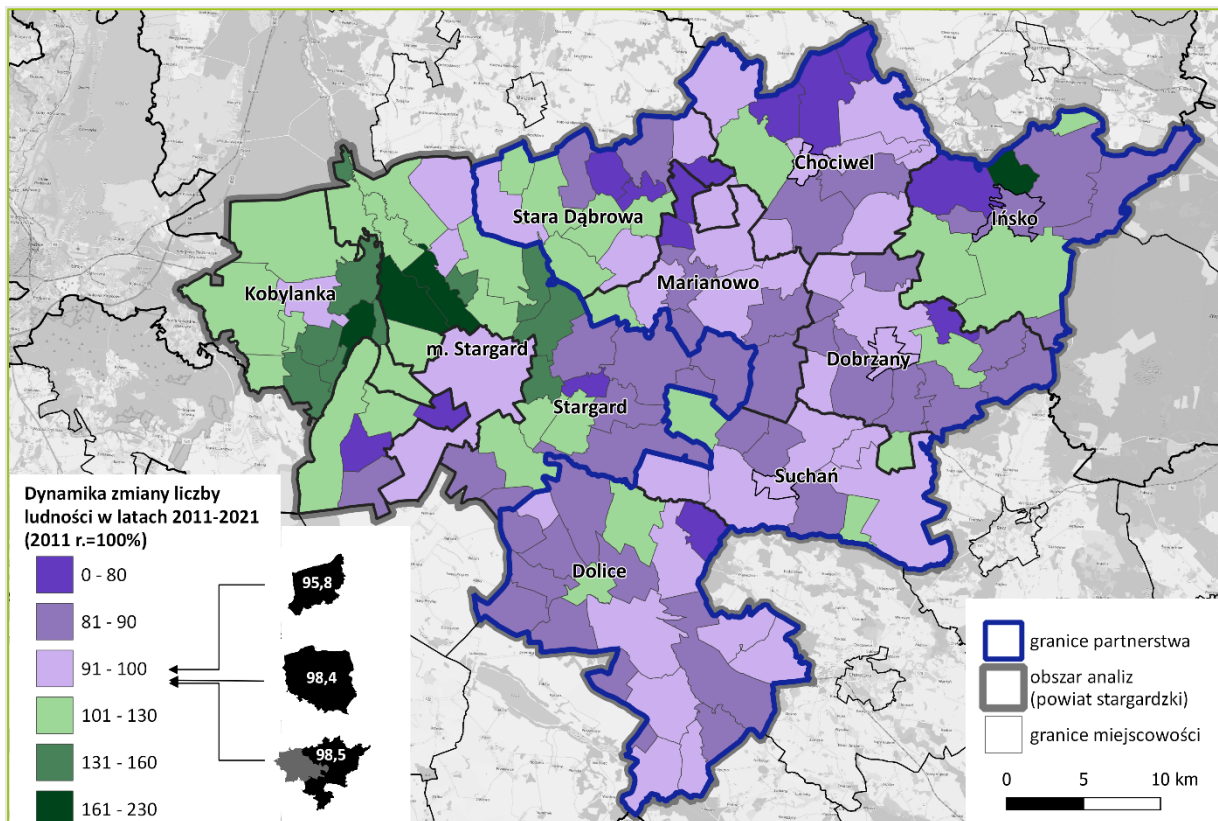 Chociwel
Ińsko
Stara Dąbrowa
Marianowo
Kobylanka
m. Stargard
Dobrzany
Stargard
Suchań
Dolice
Dynamika zmiany liczby
ludności w latach 2011-2021
(2011 r.=100%)
0 - 80
81 - 90
91 - 100
101 - 130
131 - 160
161 - 230
95,8
98,4
98,5
granice partnerstwa
obszar analiz
(powiat stargardzki)
granice miejscowości
0 5 10 km